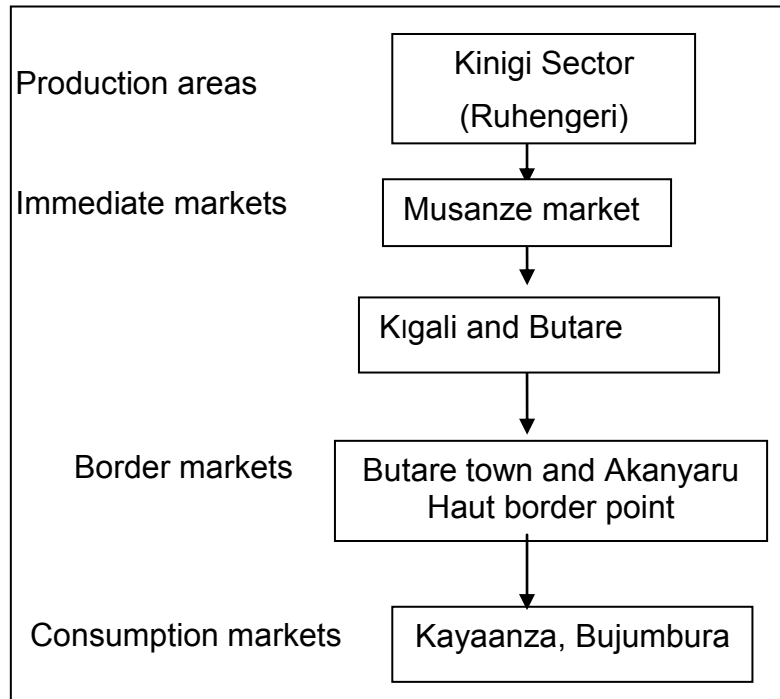 Production areas
Kinigi Sector
(Ruhengeri)
Immediate markets
Musanze market
Kıgali and Butare
Border markets
Butare town and Akanyaru
Haut border point
Consumption markets
Kayaanza, Bujumbura